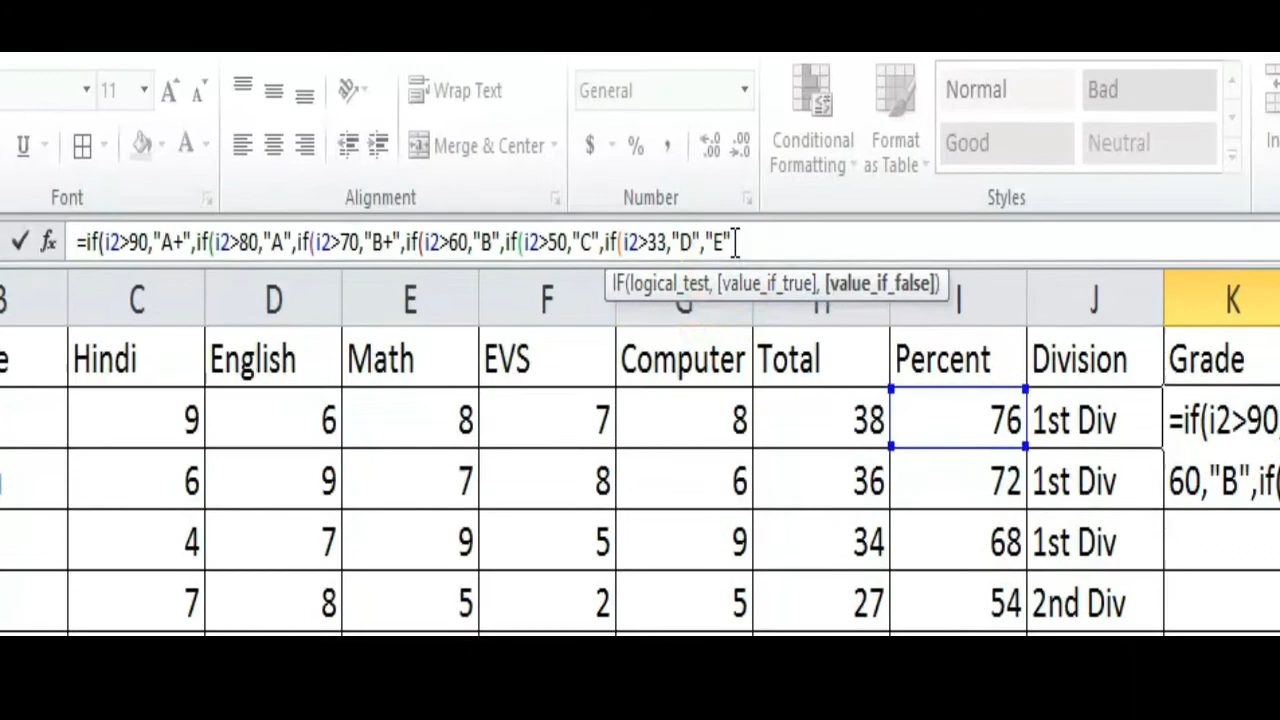 11 A A Wrap Text General Normal Bad
U A Merge & Center $ % , .00 .00 Conditional Formatting Format as Table Good Neutral In
Font Alignment Number Styles
fx =if(i2>90,"A+",if(i2>80,"A",if(i2>70,"B+",if(i2>60,"B",if(i2>50,"C",if(i2>33,"D","E"
IF(logical_test, [value_if_true], [value_if_false])
C D E F G H I J K
e Hindi English Math EVS Computer Total Percent Division Grade
9 6 8 7 8 38 76 1st Div =if(i2>90,
6 9 7 8 6 36 72 1st Div 60,"B",if(
4 7 9 5 9 34 68 1st Div
7 8 5 2 5 27 54 2nd Div